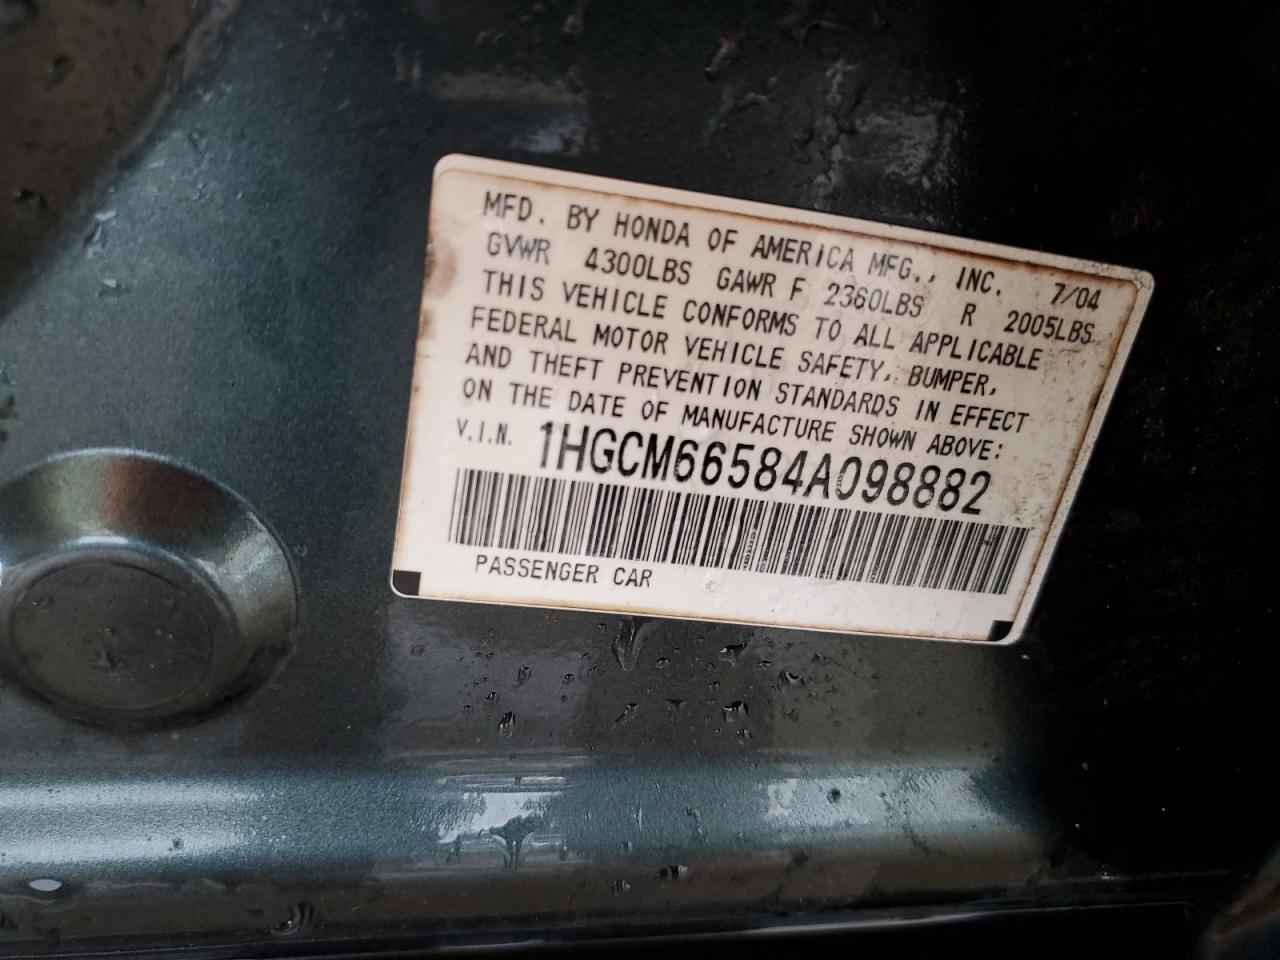 MFD. BY HONDA OF AMERICA MFG., INC. 7/04
GVWR 4300LBS GAWR F 2360LBS R 2005LBS
THIS VEHICLE CONFORMS TO ALL APPLICABLE
FEDERAL MOTOR VEHICLE SAFETY, BUMPER,
AND THEFT PREVENTION STANDARDS IN EFFECT
ON THE DATE OF MANUFACTURE SHOWN ABOVE:
V.I.N. 1HGCM66584A098882
PASSENGER CAR